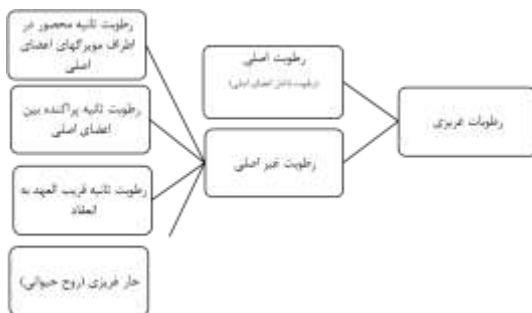 رطوبات غریزی
رطوبت اصلی
(رطوبت داخل اعضای اصلی)
رطوبت غیر اصلی
رطوبت ثانیه محصور در
اطراف مویرگهای اعضای
اصلی
رطوبت ثانیه پراکنده بین
اعضای اصلی
رطوبت ثانیه قریب العهد به
انعقاد
حار غریزی (روح حیوانی)